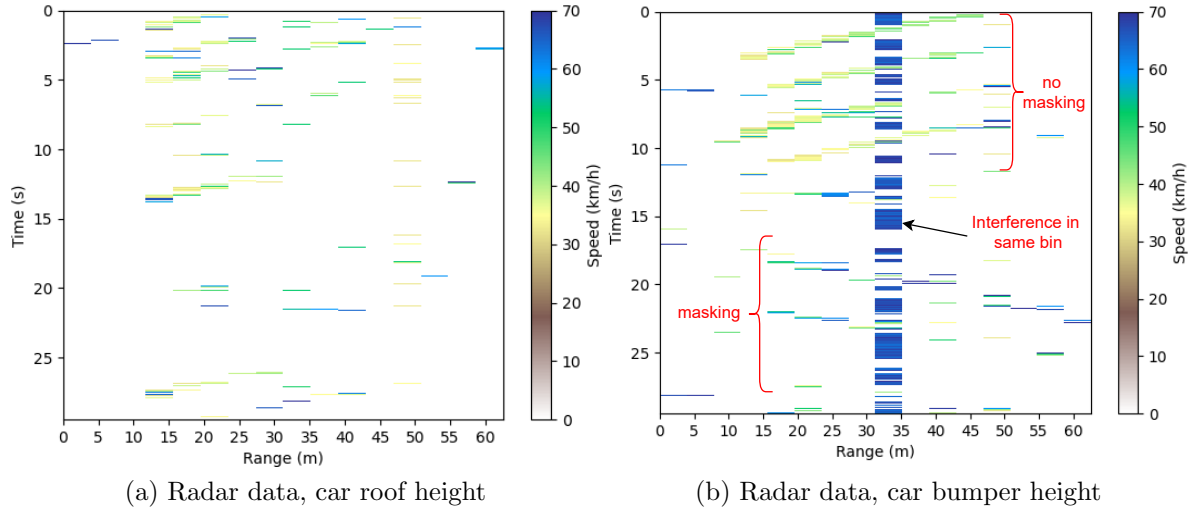 0
5
10
15
20
25
Time (s)
0 5 10 15 20 25 30 35 40 45 50 55 60
Range (m)
70
60
50
40
30
20
10
0
Speed (km/h)
(a) Radar data, car roof height
0
5
10
15
20
25
Time (s)
0 5 10 15 20 25 30 35 40 45 50 55 60
Range (m)
no
masking
Interference in
same bin
masking
70
60
50
40
30
20
10
0
Speed (km/h)
(b) Radar data, car bumper height